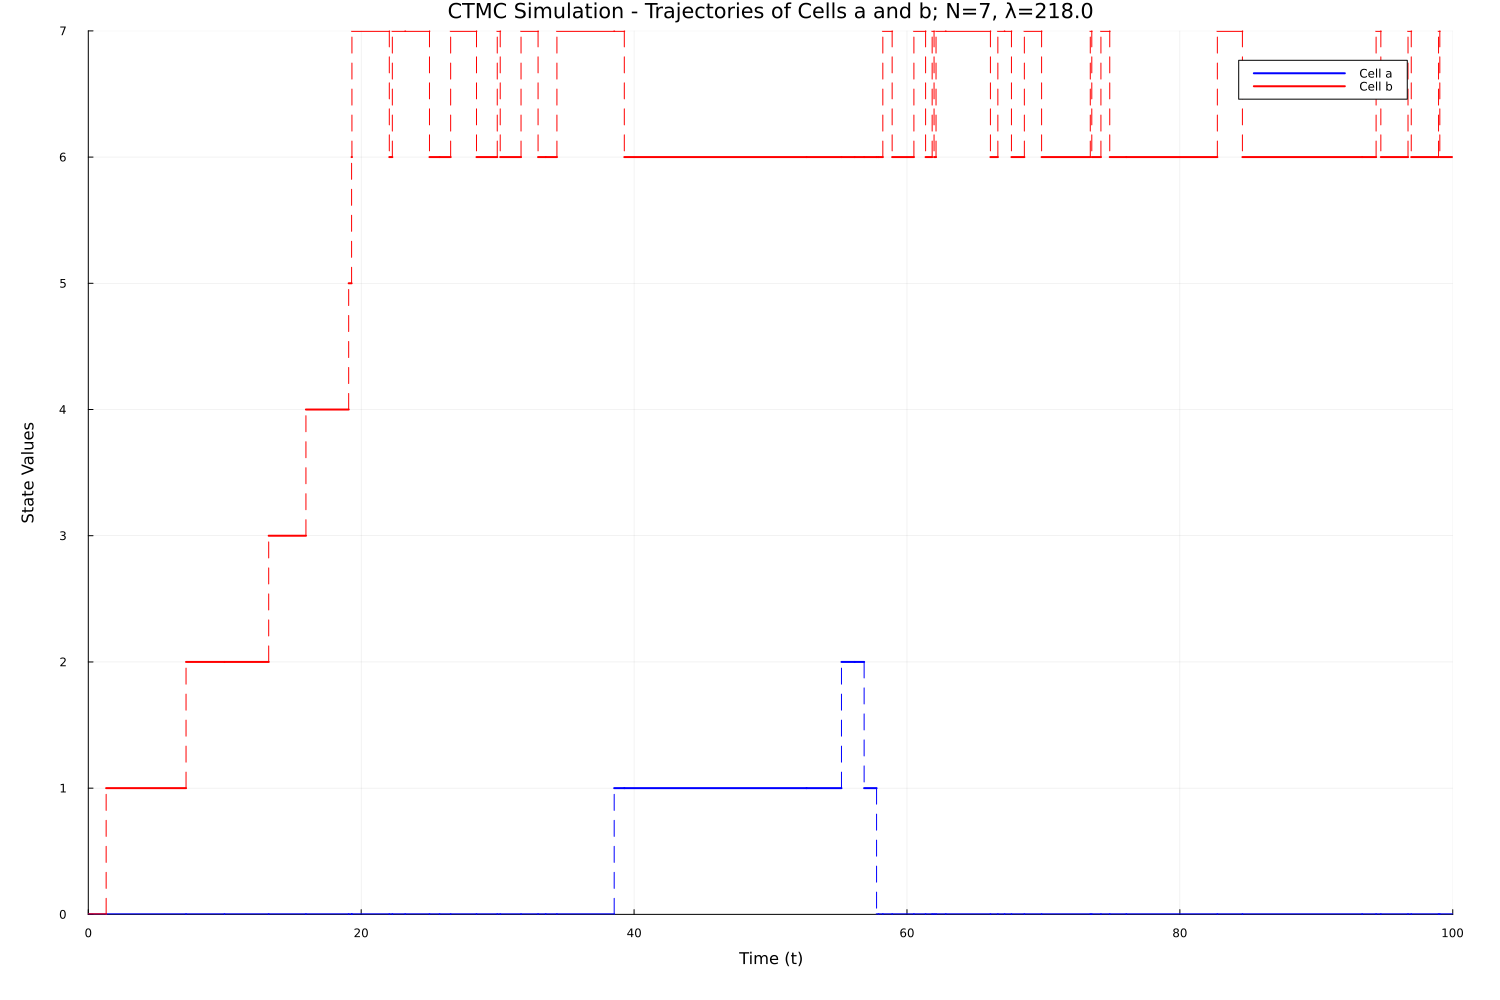 CTMC Simulation - Trajectories of Cells a and b; N=7, λ=218.0
7
6
5
4
3
2
1
0
State Values
Cell a
Cell b
0 20 40 60 80 100
Time (t)